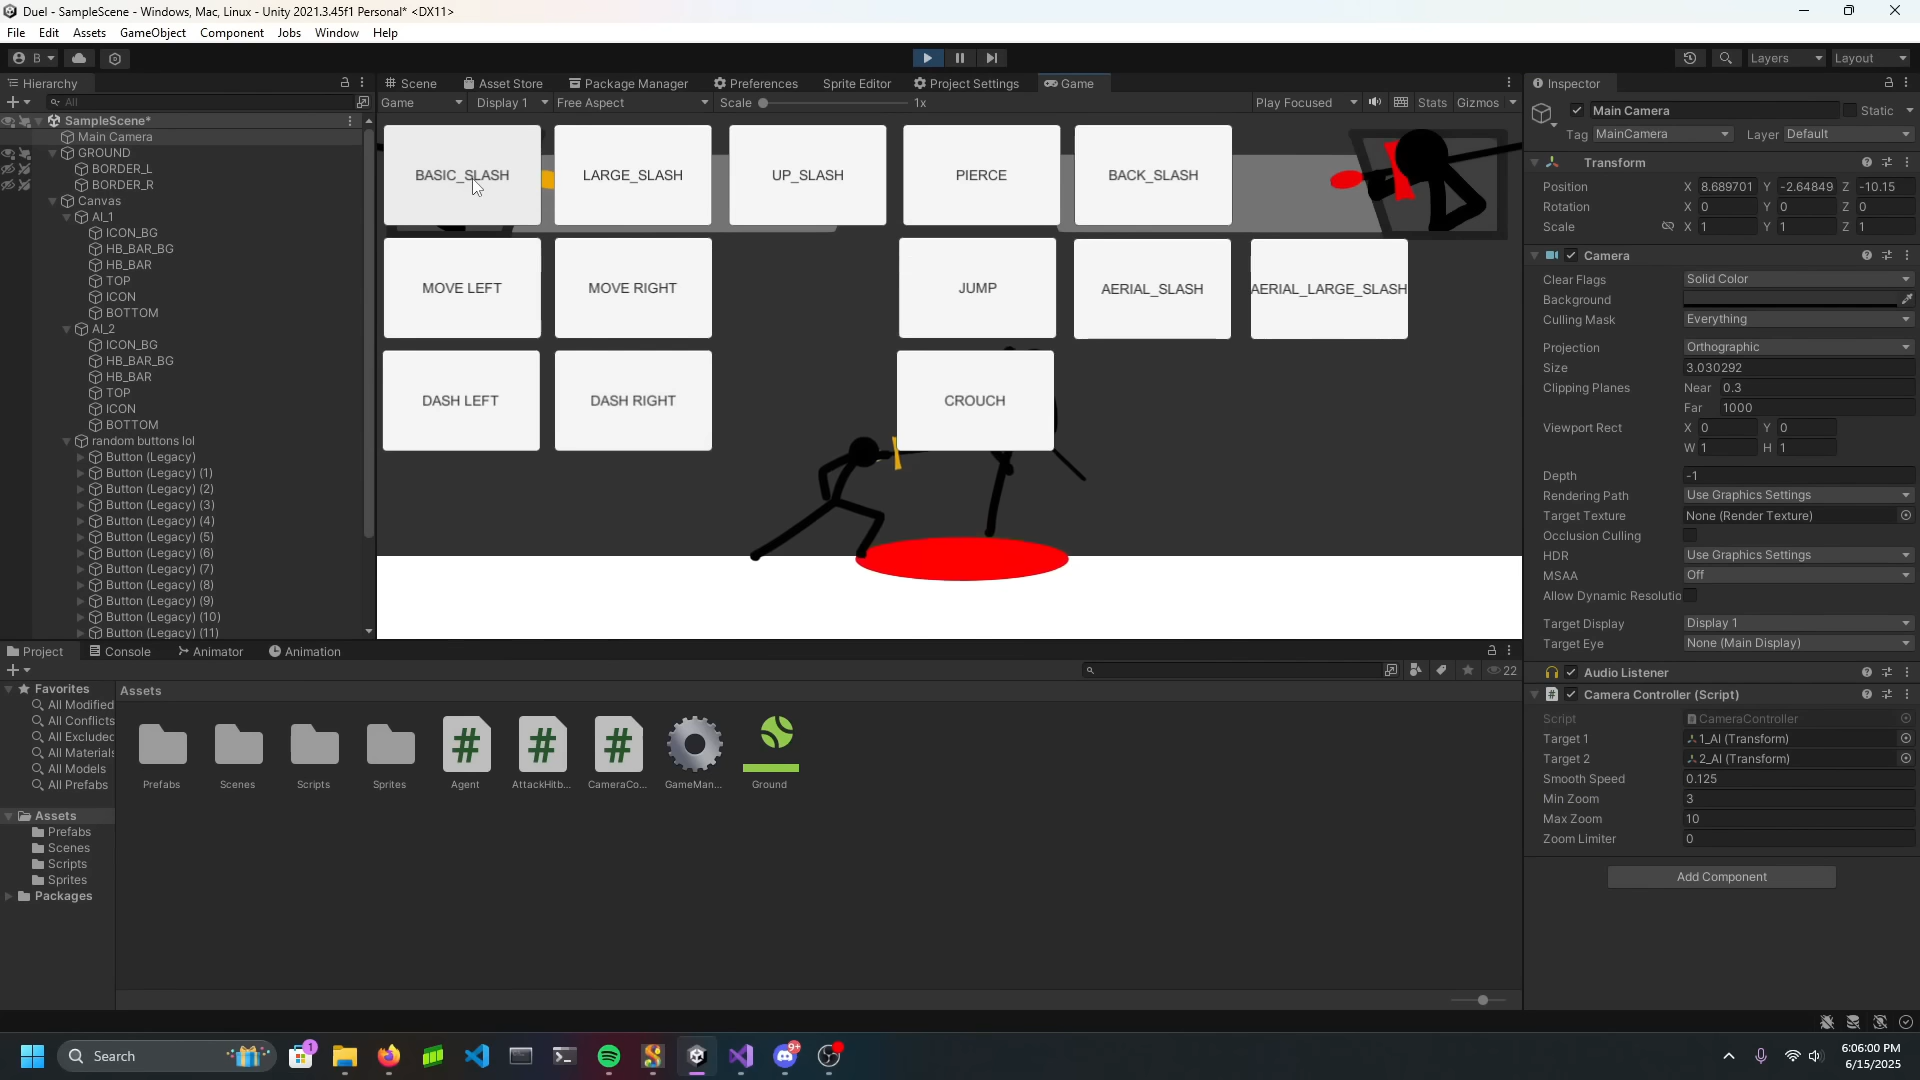 Duel - SampleScene - Windows, Mac, Linux - Unity 2021.3.45f1 Personal* <DX11>
File Edit Assets GameObject Component Jobs Window Help
B
Layers Layout
Hierarchy
All
SampleScene*
Main Camera
GROUND
BORDER_L
BORDER_R
Canvas
AI_1
ICON_BG
HB_BAR_BG
HB_BAR
TOP
ICON
BOTTOM
AI_2
ICON_BG
HB_BAR_BG
HB_BAR
TOP
ICON
BOTTOM
random buttons lol
Button (Legacy)
Button (Legacy) (1)
Button (Legacy) (2)
Button (Legacy) (3)
Button (Legacy) (4)
Button (Legacy) (5)
Button (Legacy) (6)
Button (Legacy) (7)
Button (Legacy) (8)
Button (Legacy) (9)
Button (Legacy) (10)
Button (Legacy) (11)
Scene Asset Store Package Manager Preferences Sprite Editor Project Settings Game
Game Display 1 Free Aspect Scale 1x Play Focused Stats Gizmos
BASIC_SLASH LARGE_SLASH UP_SLASH PIERCE BACK_SLASH
MOVE LEFT MOVE RIGHT JUMP AERIAL_SLASH AERIAL_LARGE_SLASH
DASH LEFT DASH RIGHT CROUCH
Inspector
Main Camera Static
Tag MainCamera Layer Default
Transform
Position X 8.689701 Y -2.64849 Z -10.15
Rotation X 0 Y 0 Z 0
Scale X 1 Y 1 Z 1
Camera
Clear Flags Solid Color
Background
Culling Mask Everything
Projection Orthographic
Size 3.030292
Clipping Planes Near 0.3
Far 1000
Viewport Rect X 0 Y 0
W 1 H 1
Depth -1
Rendering Path Use Graphics Settings
Target Texture None (Render Texture)
Occlusion Culling
HDR Use Graphics Settings
MSAA Off
Allow Dynamic Resolutio
Target Display Display 1
Target Eye None (Main Display)
Audio Listener
Camera Controller (Script)
Script CameraController
Target 1 1_AI (Transform)
Target 2 2_AI (Transform)
Smooth Speed 0.125
Min Zoom 3
Max Zoom 10
Zoom Limiter 0
Add Component
Project Console Animator Animation
22
Favorites
All Modified
All Conflicts
All Excluded
All Materials
All Models
All Prefabs
Assets
Prefabs
Scenes
Scripts
Sprites
Packages
Assets
Prefabs Scenes Scripts Sprites Agent AttackHitb... CameraCo... GameMan... Ground
Search
1
9+
6:06:00 PM
6/15/2025